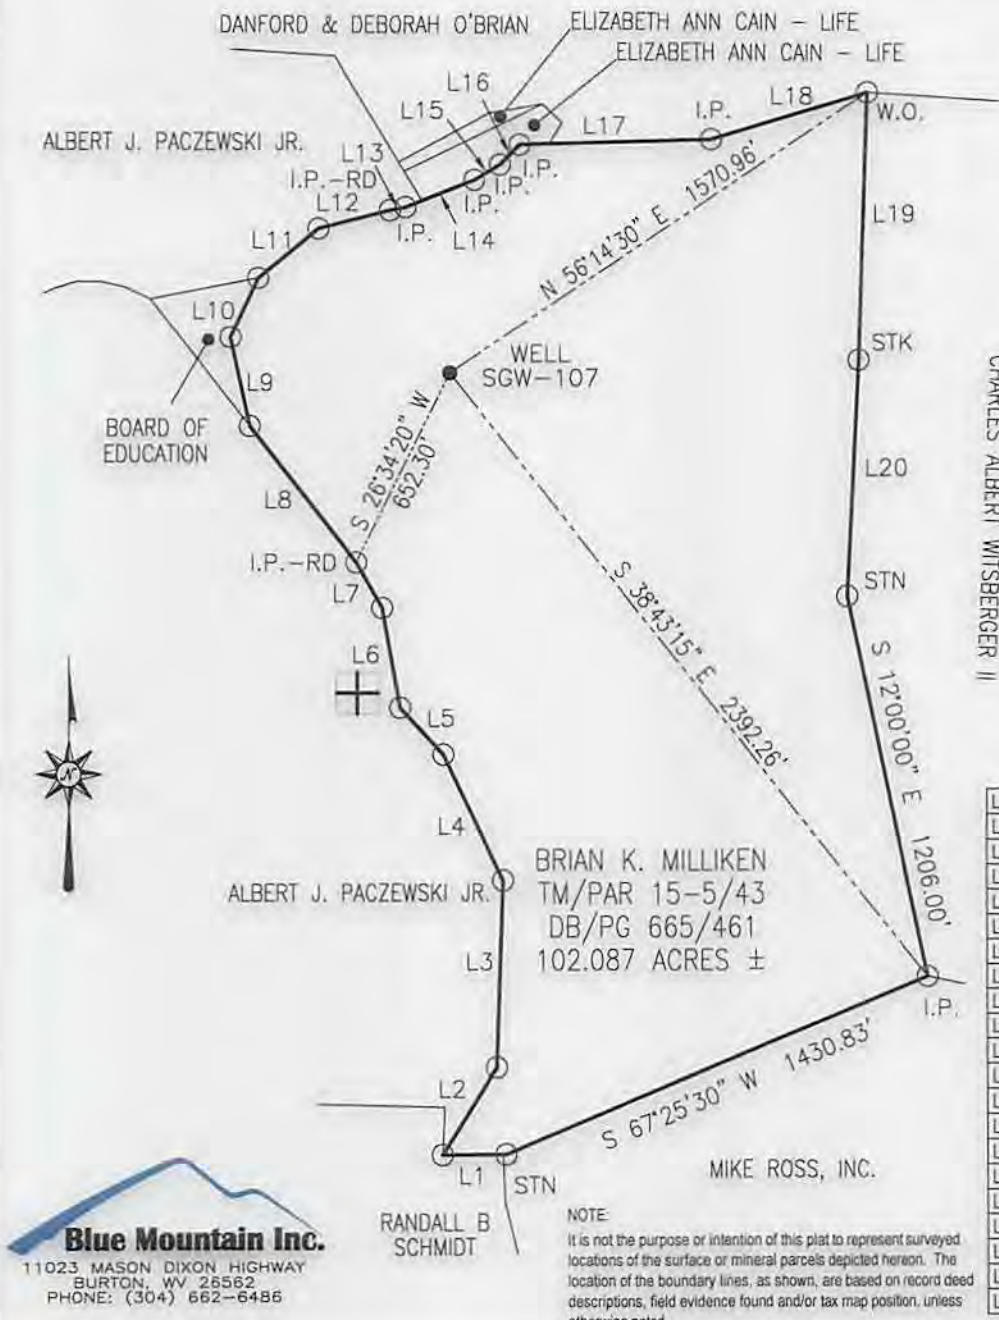 DANFORD & DEBORAH O'BRIAN
ELIZABETH ANN CAIN - LIFE
ELIZABETH ANN CAIN - LIFE
L16
L15
L17
I.P.
L18
W.O.
ALBERT J. PACZEWSKI JR.
L13
I.P.-RD
L12
I.P.
I.P.
I.P.
I.P.
L14
L11
N 56°14'30" E 1570.96'
L19
L10
WELL
SGW-107
STK
L9
BOARD OF
EDUCATION
S 26°34'20" W
652.30'
CHARLES ALBERT WITSBERGER II
L20
L8
I.P.-RD
L7
STN
S 38°43'15" E 2392.26'
L6
S 12°00'00" E 1206.00'
L5
N
L4
BRIAN K. MILLIKEN
TM/PAR 15-5/43
DB/PG 665/461
102.087 ACRES ±
ALBERT J. PACZEWSKI JR.
L3
I.P.
L2
S 67°25'30" W 1430.83'
L1
STN
MIKE ROSS, INC.
RANDALL B
SCHMIDT
Blue Mountain Inc.
11023 MASON DIXON HIGHWAY
BURTON, WV 26562
PHONE: (304) 662-6486
NOTE:
It is not the purpose or intention of this plat to represent surveyed
locations of the surface or mineral parcels depicted hereon. The
location of the boundary lines, as shown, are based on record deed
descriptions, field evidence found and/or tax map position, unless
otherwise noted